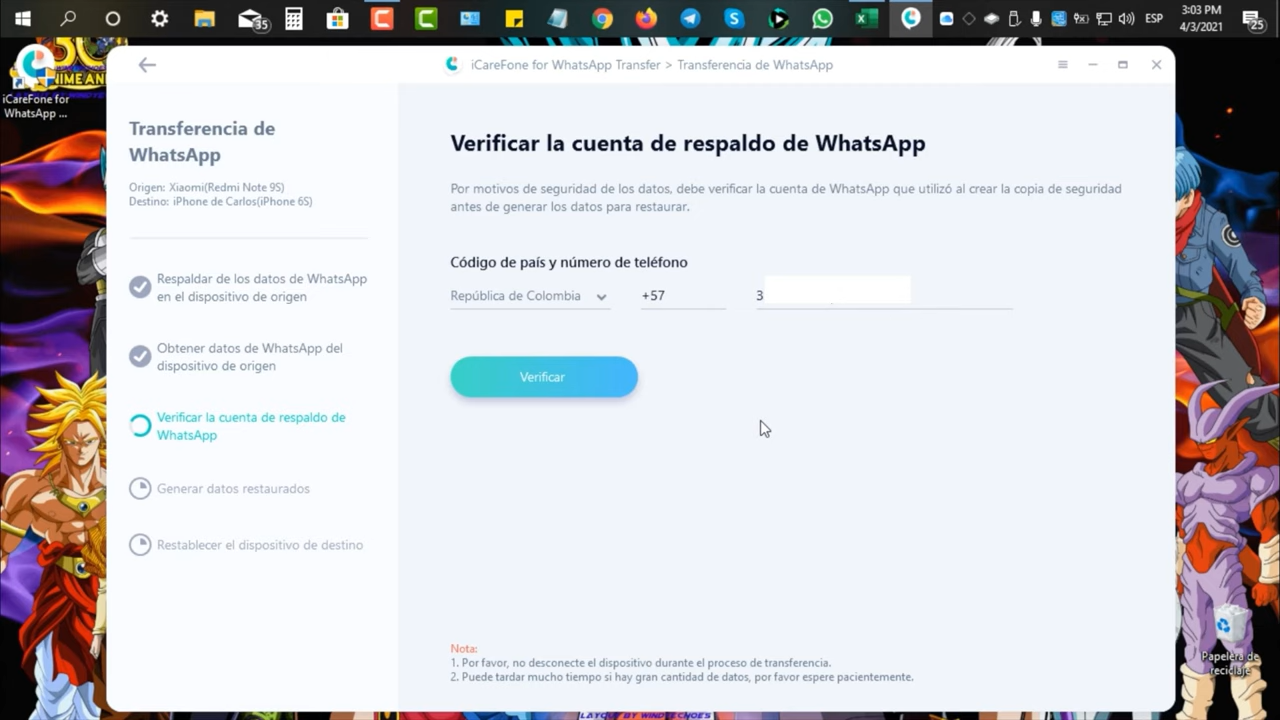 35
ESP
3:03 PM
4/3/2021
25
iCareFone for
WhatsApp ...
iCareFone for WhatsApp Transfer > Transferencia de WhatsApp
Transferencia de
WhatsApp
Origen: Xiaomi(Redmi Note 9S)
Destino: iPhone de Carlos(iPhone 6S)
Respaldar de los datos de WhatsApp
en el dispositivo de origen
Obtener datos de WhatsApp del
dispositivo de origen
Verificar la cuenta de respaldo de
WhatsApp
Generar datos restaurados
Restablecer el dispositivo de destino
Verificar la cuenta de respaldo de WhatsApp
Por motivos de seguridad de los datos, debe verificar la cuenta de WhatsApp que utilizó al crear la copia de seguridad
antes de generar los datos para restaurar.
Código de país y número de teléfono
República de Colombia +57 3
Verificar
Nota:
1. Por favor, no desconecte el dispositivo durante el proceso de transferencia.
2. Puede tardar mucho tiempo si hay gran cantidad de datos, por favor espere pacientemente.
Papelera de
reciclaje
LAYOUT BY WINDYECHOES